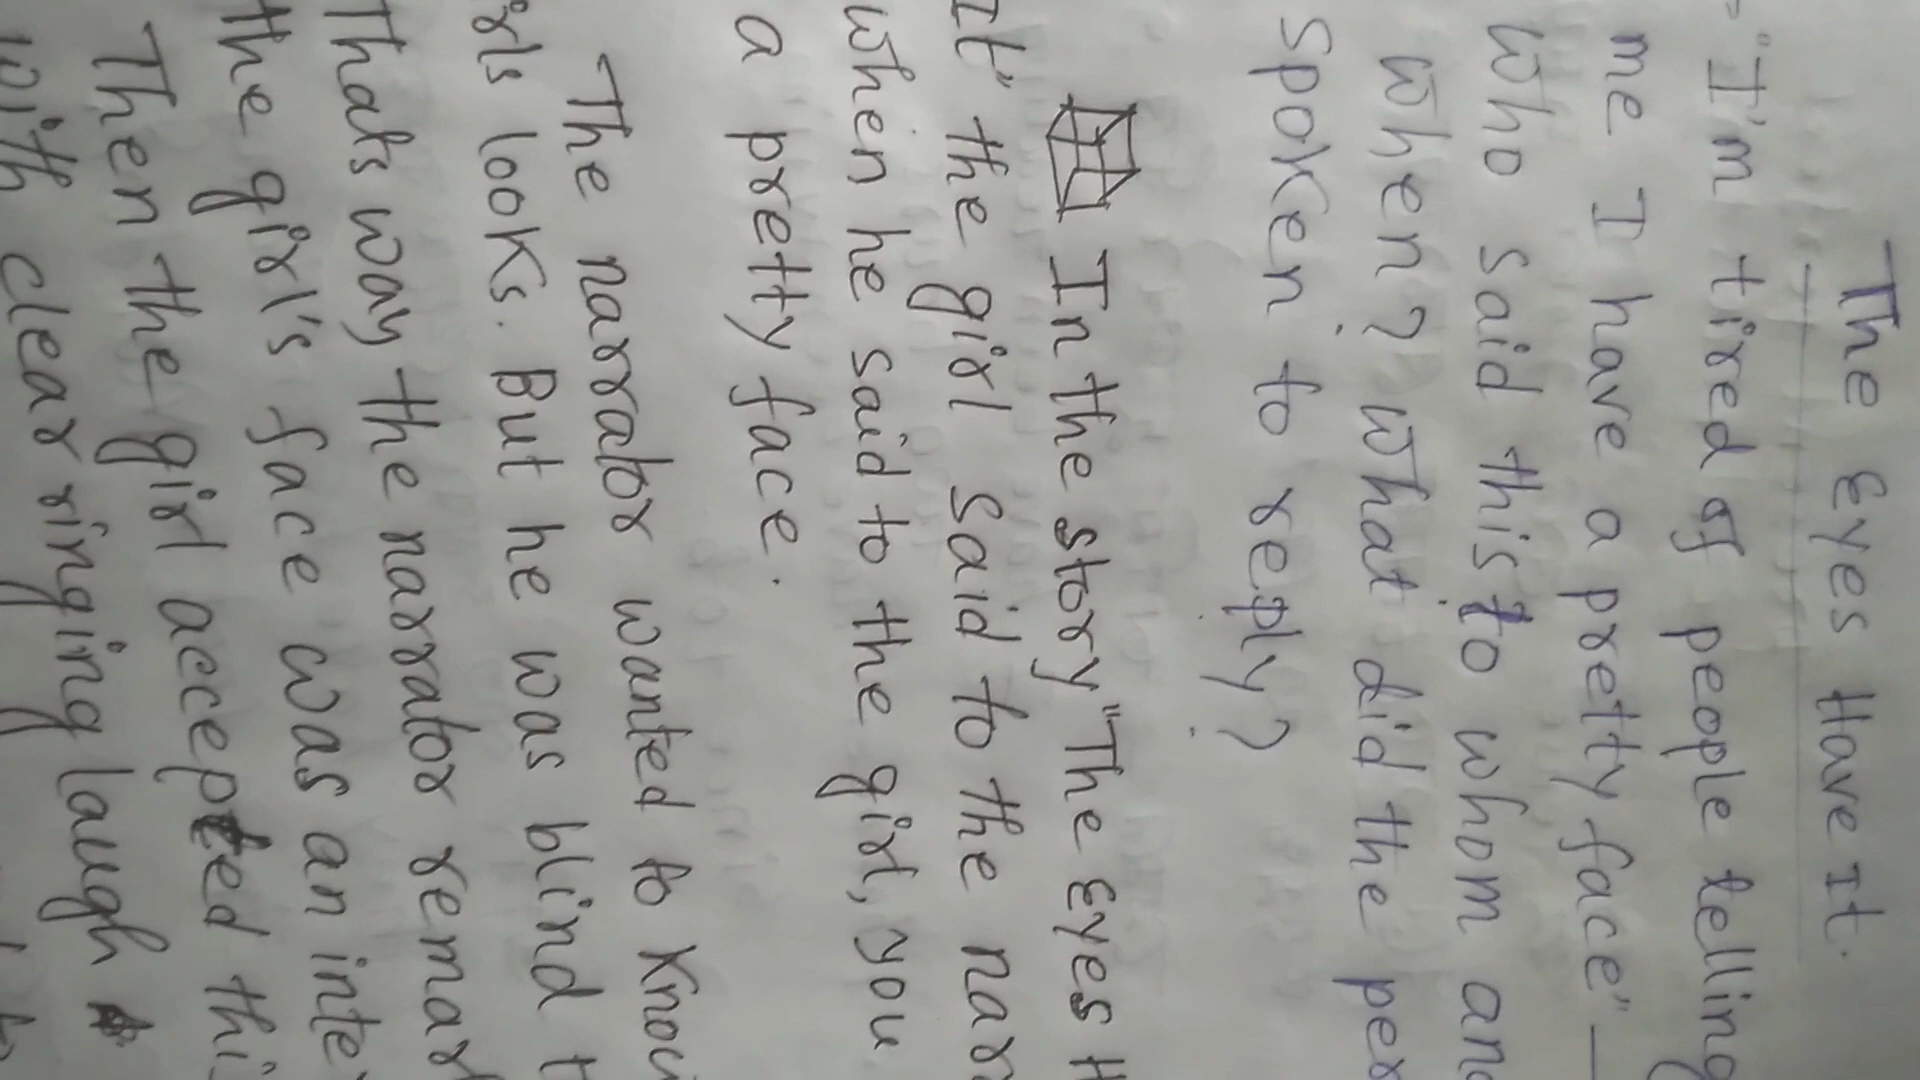 The Eyes Have It.
"I'm tired of people telling
me I have a pretty face" —
Who said this to whom and
When? What did the per
spoken to reply?
In the story "The Eyes H
It" the girl said to the nar
when he said to the girl, you
a pretty face.
The narrator wanted to know
irls looks. But he was blind t
Thats way the narrator remar
the girl's face was an inte
Then the girl accepted thi
with clear ringing laugh